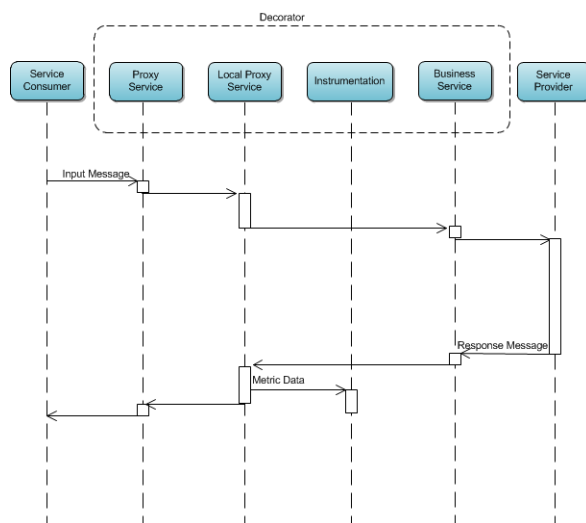 Decorator
Service
Consumer
Proxy
Service
Local Proxy
Service
Instrumentation
Business
Service
Service
Provider
Input Message
Response Message
Metric Data